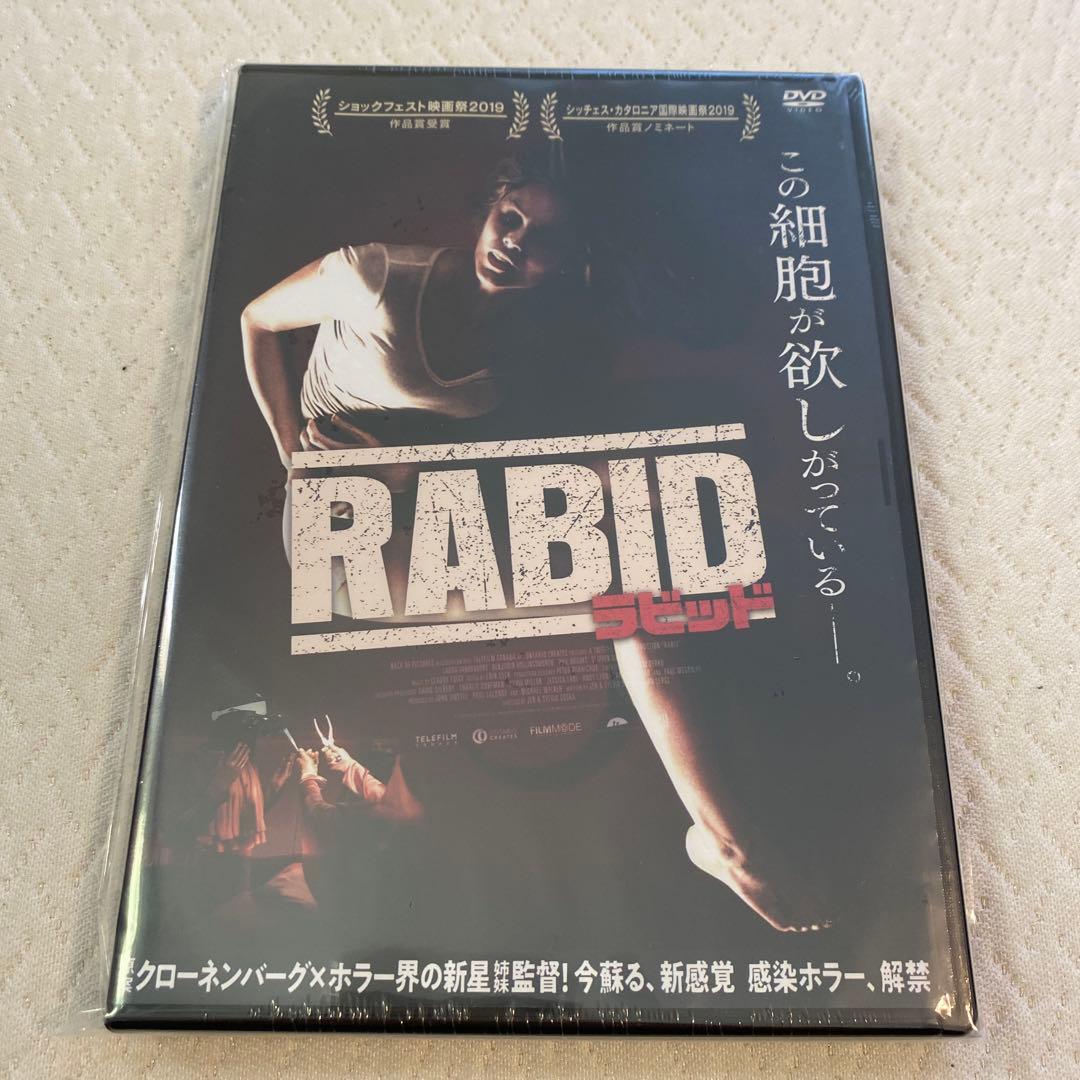 ショックフェスト映画祭2019
作品賞受賞
シッチェス・カタロニア国際映画祭2019
作品賞ノミネート
DVD
VIDEO
この細胞が欲しがっている――。
RABID
ラビッド
TELEFILM
CANADA
CREATES
FILMMODE
原案 クローネンバーグ×ホラー界の新星姉妹監督!今蘇る、新感覚 感染ホラー、解禁